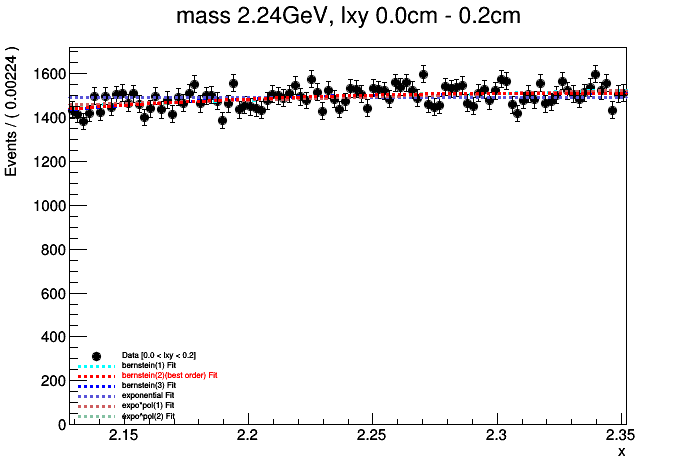 mass 2.24GeV, lxy 0.0cm - 0.2cm
Events / ( 0.00224 )
1600
1400
1200
1000
800
600
400
200
0
Data [0.0 < lxy < 0.2]
bernstein(1) Fit
bernstein(2)(best order) Fit
bernstein(3) Fit
exponential Fit
expo*pol(1) Fit
expo*pol(2) Fit
2.15 2.2 2.25 2.3 2.35
x